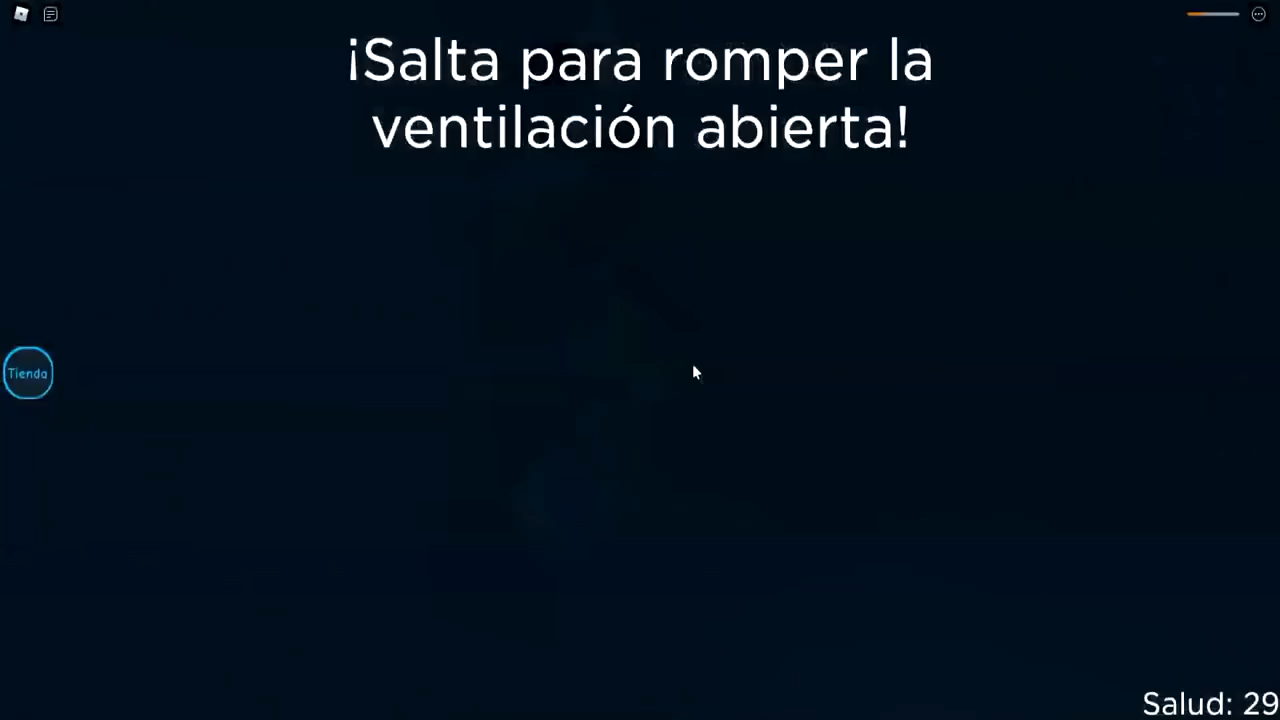 ¡Salta para romper la
ventilación abierta!
Tienda
Salud: 29